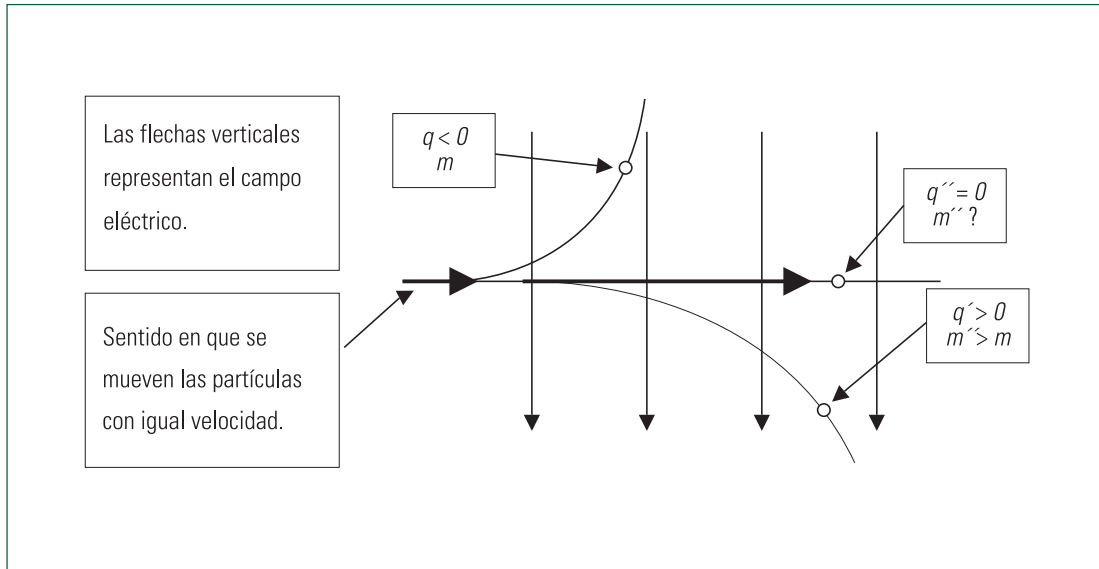 Las flechas verticales
representan el campo
eléctrico.
Sentido en que se
mueven las partículas
con igual velocidad.
q < 0
m
q´´= 0
m´´ ?
q´> 0
m´´> m